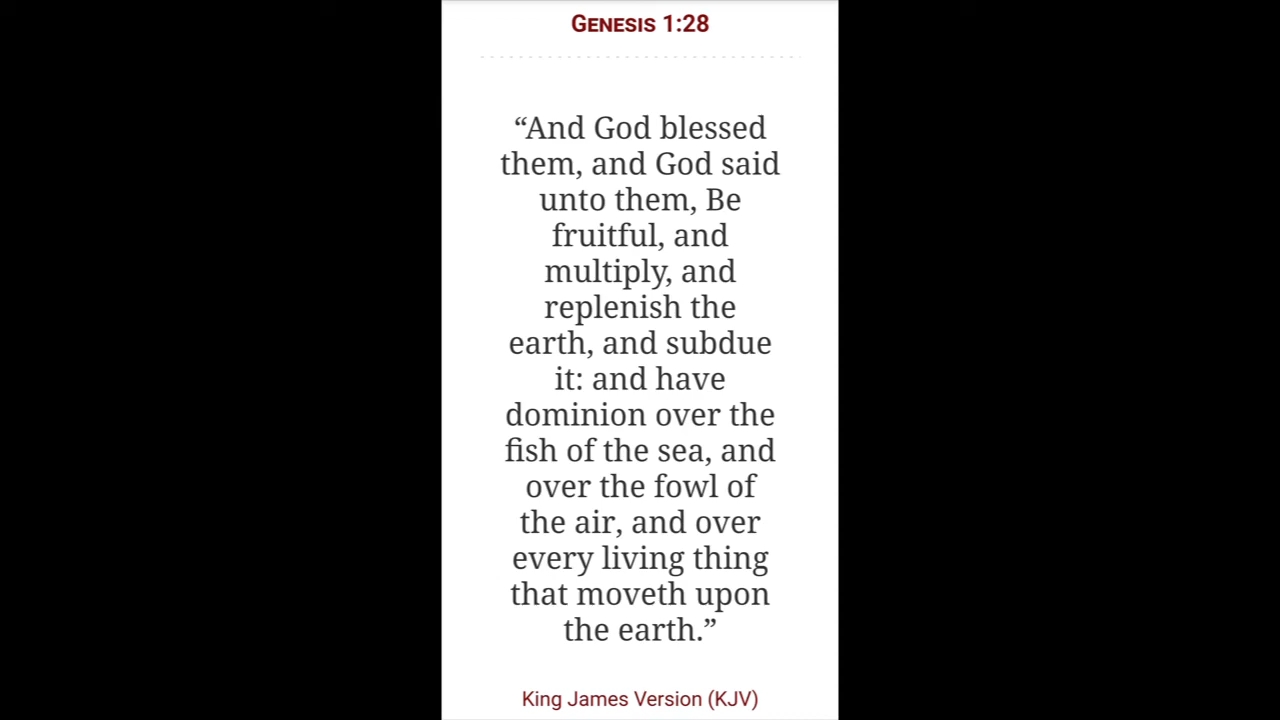 Genesis 1:28
“And God blessed
them, and God said
unto them, Be
fruitful, and
multiply, and
replenish the
earth, and subdue
it: and have
dominion over the
fish of the sea, and
over the fowl of
the air, and over
every living thing
that moveth upon
the earth.”
King James Version (KJV)